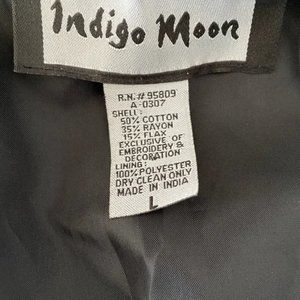 Indigo Moon
R.N.# 95809
A-0307
SHELL:
50% COTTON
35% RAYON
15% FLAX
EXCLUSIVE OF
EMBROIDERY &
DECORATION
LINING:
100% POLYESTER
DRY CLEAN ONLY
MADE IN INDIA
L